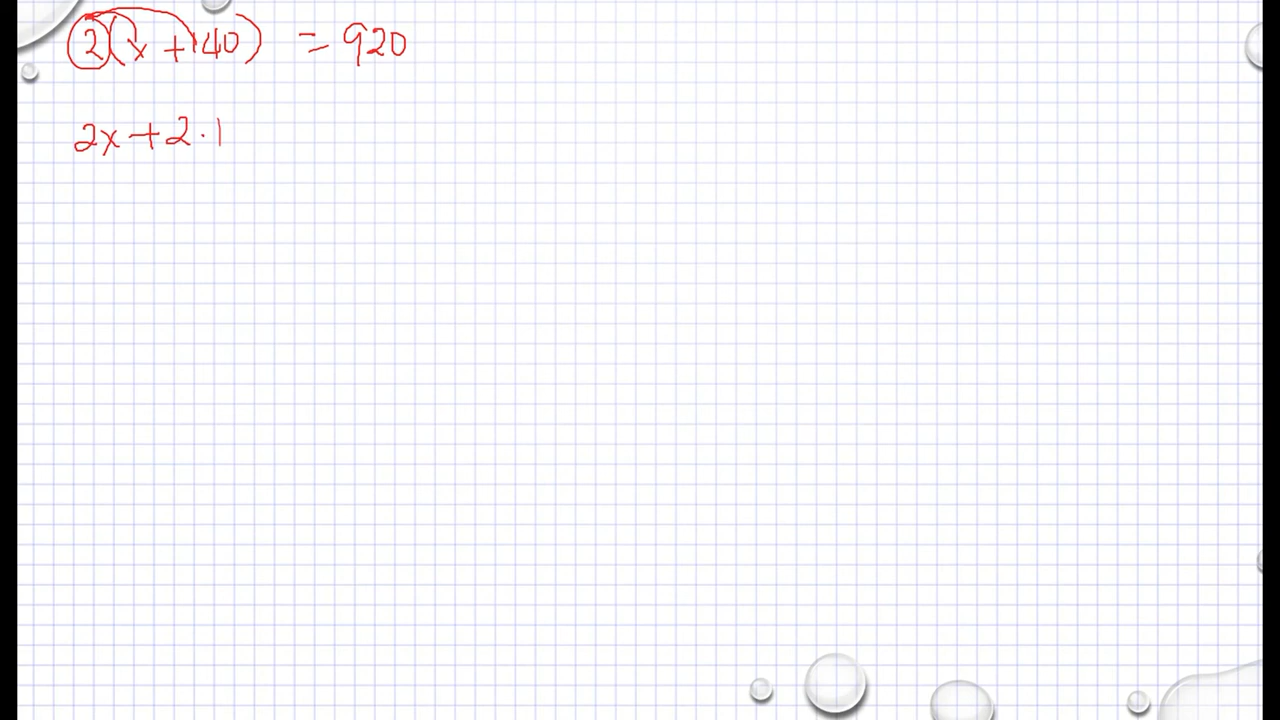 2(x + 140) = 920
2x + 2 · 1